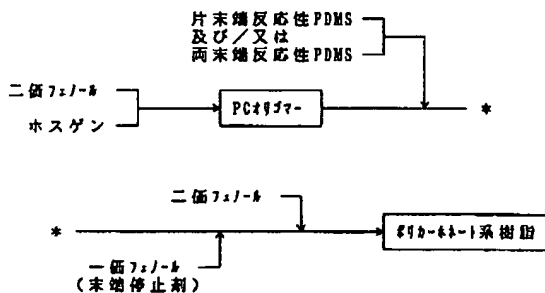 片末端反応性PDMS
及び/又は
両末端反応性PDMS
二価フェノール
ホスゲン
PCオリゴマー
*
二価フェノール
*
ポリカーボネート系樹脂
一価フェノール
(末端停止剤)